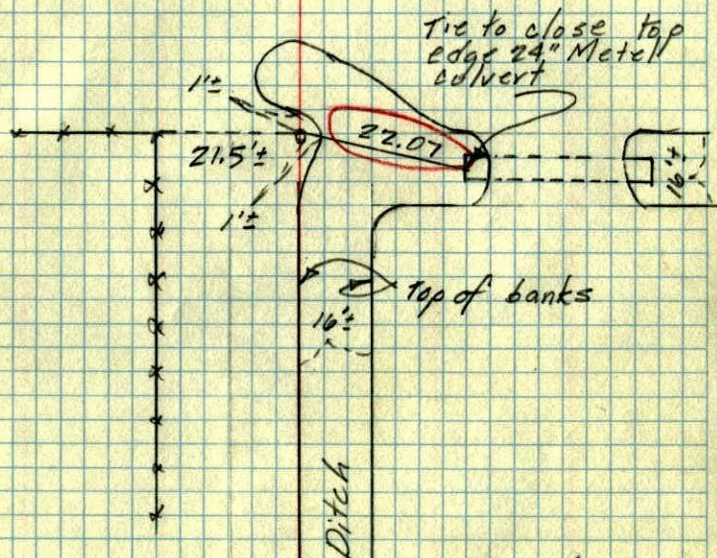 Tie to close top
edge 24" Metel
culvert
1'±
22.07
21.5'±
16'±
1'±
top of banks
16'±
Ditch